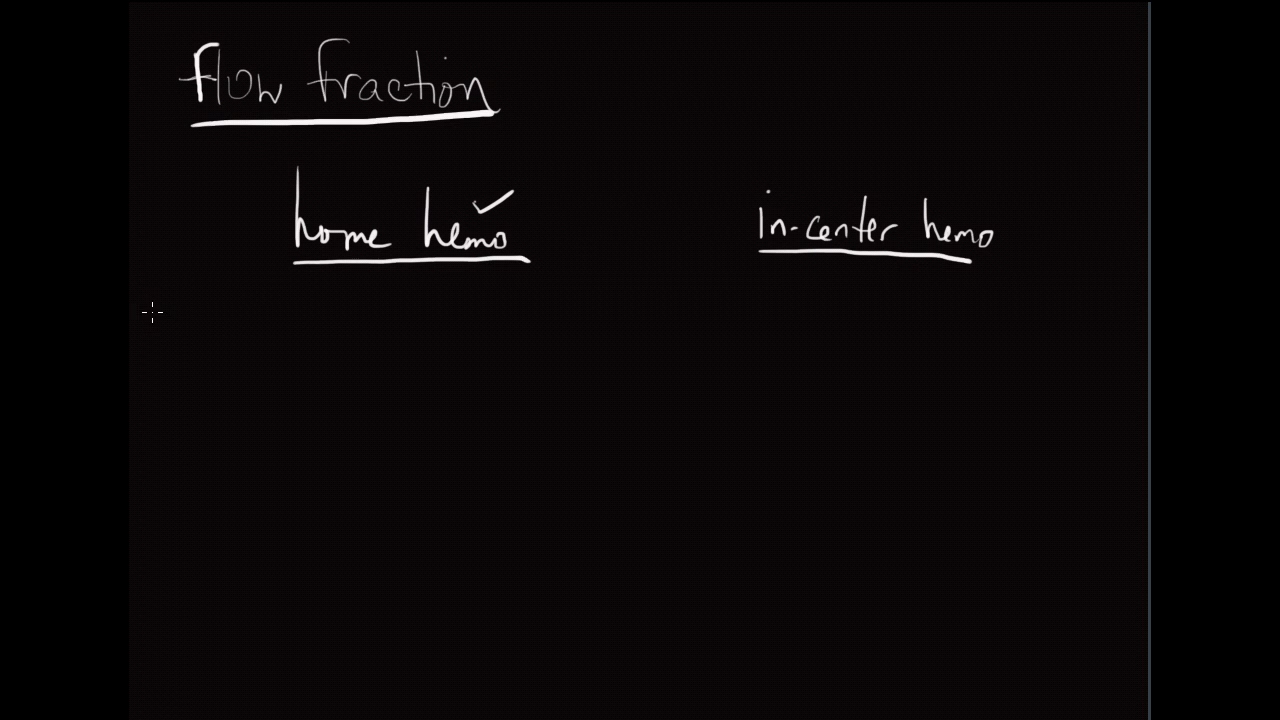 flow fraction
home hemo ✓
in-center hemo